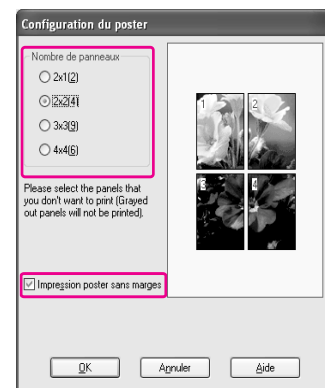 Configuration du poster
Nombre de panneaux
2x1(2)
2x2(4)
3x3(9)
4x4(6)
1
2
3
4
Please select the panels that
you don't want to print (Grayed
out panels will not be printed).
Impression poster sans marges
OK
Annuler
Aide